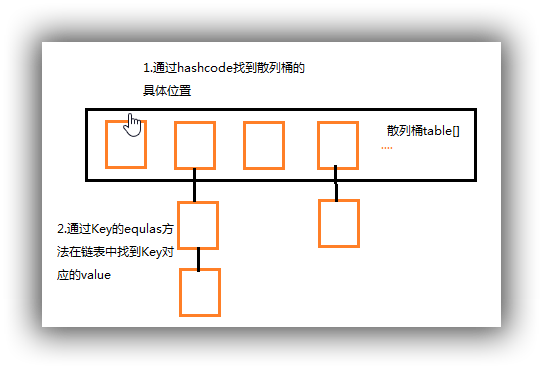 1.通过hashcode找到散列桶的
具体位置
散列桶table[]
....
2.通过Key的equlas方
法在链表中找到Key对
应的value